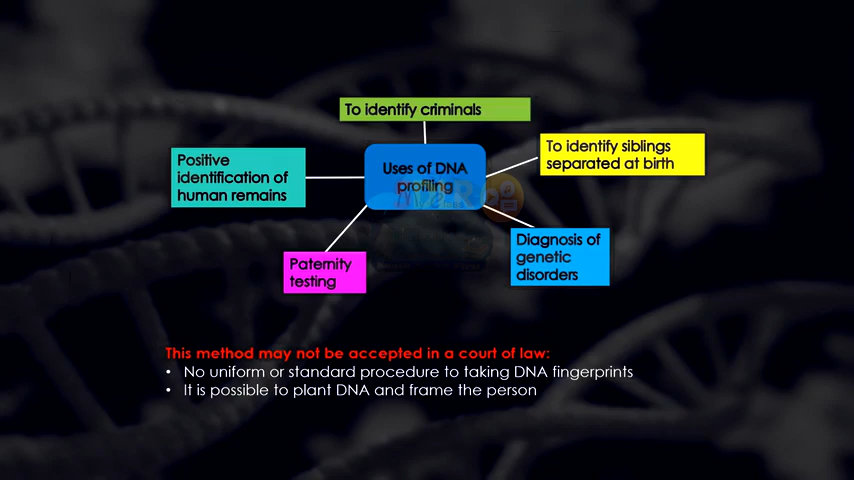 To identify criminals
To identify siblings
separated at birth
Positive
identification of
human remains
Uses of DNA
profiling
Diagnosis of
genetic
disorders
Paternity
testing
This method may not be accepted in a court of law:
• No uniform or standard procedure to taking DNA fingerprints
• It is possible to plant DNA and frame the person